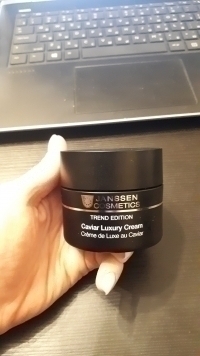 JANSSEN
COSMETICS
TREND EDITION
Caviar Luxury Cream
Crème de Luxe au Caviar